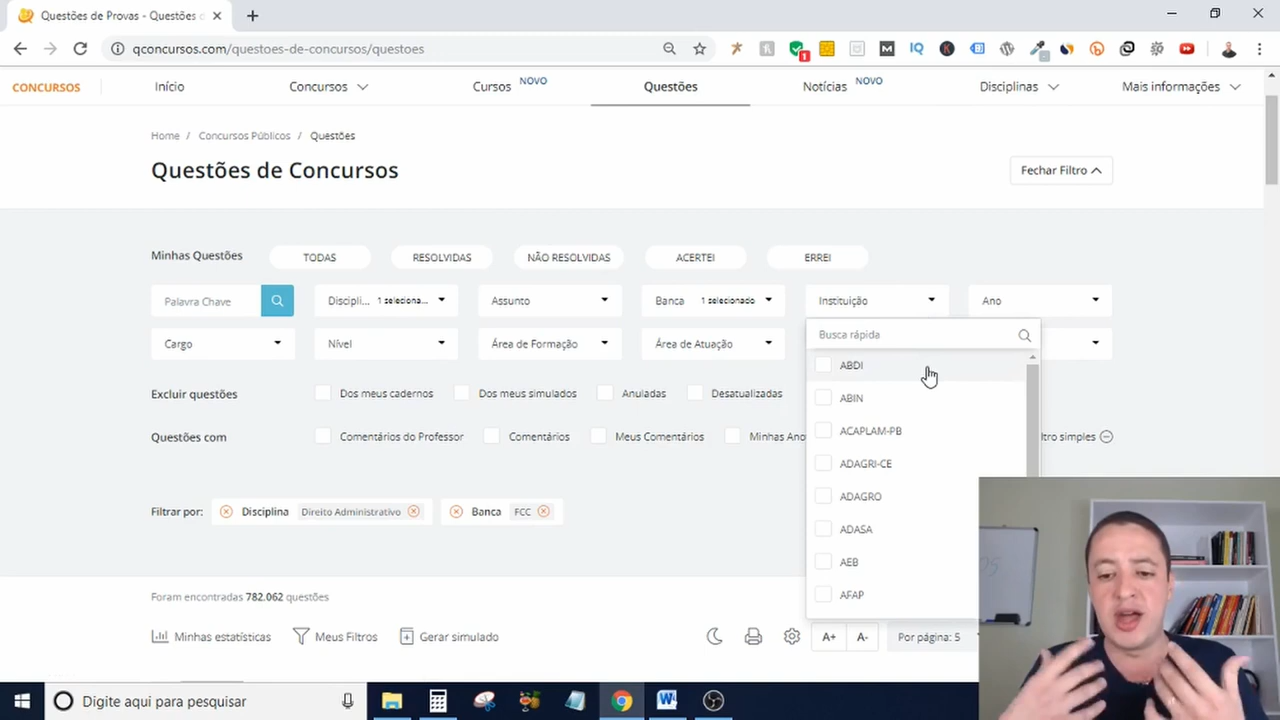 Questões de Provas - Questões d
qconcursos.com/questoes-de-concursos/questoes
1
IQ
CONCURSOS
Início
Concursos
Cursos NOVO
Questões
Notícias NOVO
Disciplinas
Mais informações
Home / Concursos Públicos / Questões
Questões de Concursos
Fechar Filtro
Minhas Questões
TODAS
RESOLVIDAS
NÃO RESOLVIDAS
ACERTEI
ERREI
Palavra Chave
Discipli... 1 seleciona...
Assunto
Banca 1 selecionado
Instituição
Ano
Cargo
Nível
Área de Formação
Área de Atuação
Busca rápida
ABDI
ABIN
ACAPLAM-PB
ADAGRI-CE
ADAGRO
ADASA
AEB
AFAP
Excluir questões
Dos meus cadernos
Dos meus simulados
Anuladas
Desatualizadas
Questões com
Comentários do Professor
Comentários
Meus Comentários
Minhas Ano
ltro simples
Filtrar por:
Disciplina Direito Administrativo
Banca FCC
Foram encontradas 782.062 questões
Minhas estatísticas
Meus Filtros
Gerar simulado
A+
A-
Por página: 5
Digite aqui para pesquisar